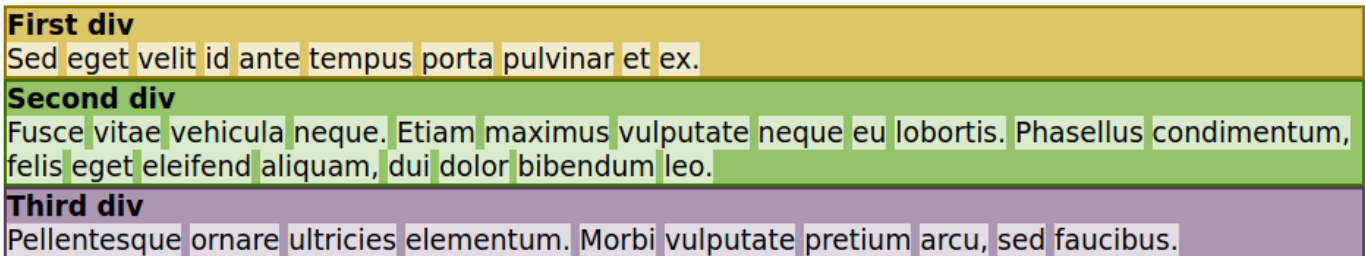 First div
Sed eget velit id ante tempus porta pulvinar et ex.
Second div
Fusce vitae vehicula neque. Etiam maximus vulputate neque eu lobortis. Phasellus condimentum,
felis eget eleifend aliquam, dui dolor bibendum leo.
Third div
Pellentesque ornare ultricies elementum. Morbi vulputate pretium arcu, sed faucibus.